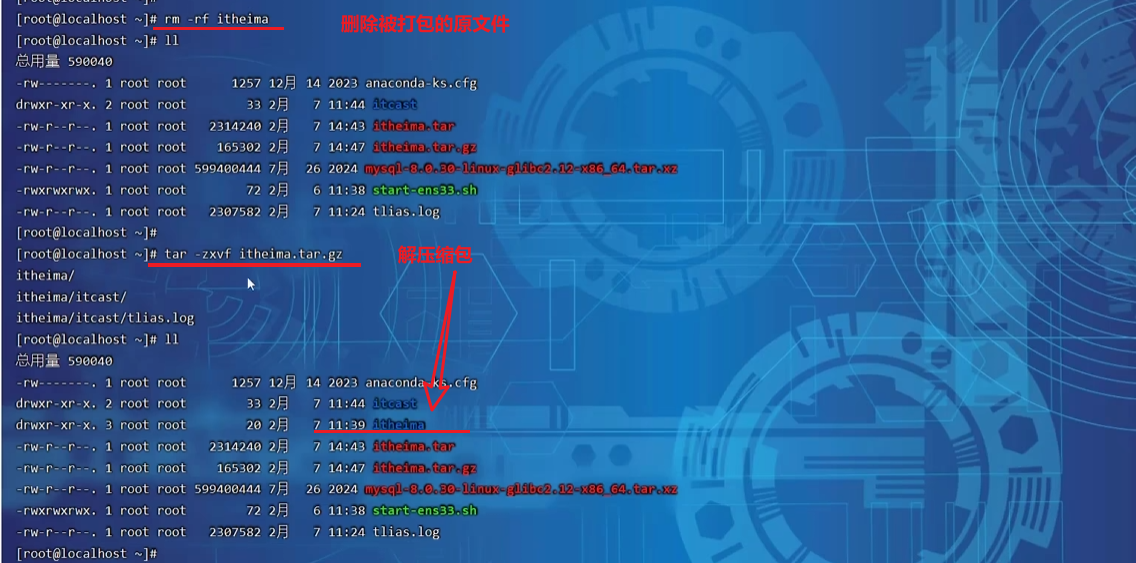 [root@localhost ~]# rm -rf itheima 删除被打包的原文件
[root@localhost ~]# ll
总用量 590040
-rw-------. 1 root root 1257 12月 14 2023 anaconda-ks.cfg
drwxr-xr-x. 2 root root 33 2月 7 11:44 itcast
-rw-r--r--. 1 root root 2314240 2月 7 14:43 itheima.tar
-rw-r--r--. 1 root root 165302 2月 7 14:47 itheima.tar.gz
-rw-r--r--. 1 root root 599400444 7月 26 2024 mysql-8.0.30-linux-glibc2.12-x86_64.tar.xz
-rwxrwxrwx. 1 root root 72 2月 6 11:38 start-ens33.sh
-rw-r--r--. 1 root root 2307582 2月 7 11:24 tlias.log
[root@localhost ~]#
[root@localhost ~]# tar -zxvf itheima.tar.gz 解压缩包
itheima/
itheima/itcast/
itheima/itcast/tlias.log
[root@localhost ~]# ll
总用量 590040
-rw-------. 1 root root 1257 12月 14 2023 anaconda-ks.cfg
drwxr-xr-x. 2 root root 33 2月 7 11:44 itcast
drwxr-xr-x. 3 root root 20 2月 7 11:39 itheima
-rw-r--r--. 1 root root 2314240 2月 7 14:43 itheima.tar
-rw-r--r--. 1 root root 165302 2月 7 14:47 itheima.tar.gz
-rw-r--r--. 1 root root 599400444 7月 26 2024 mysql-8.0.30-linux-glibc2.12-x86_64.tar.xz
-rwxrwxrwx. 1 root root 72 2月 6 11:38 start-ens33.sh
-rw-r--r--. 1 root root 2307582 2月 7 11:24 tlias.log
[root@localhost ~]#